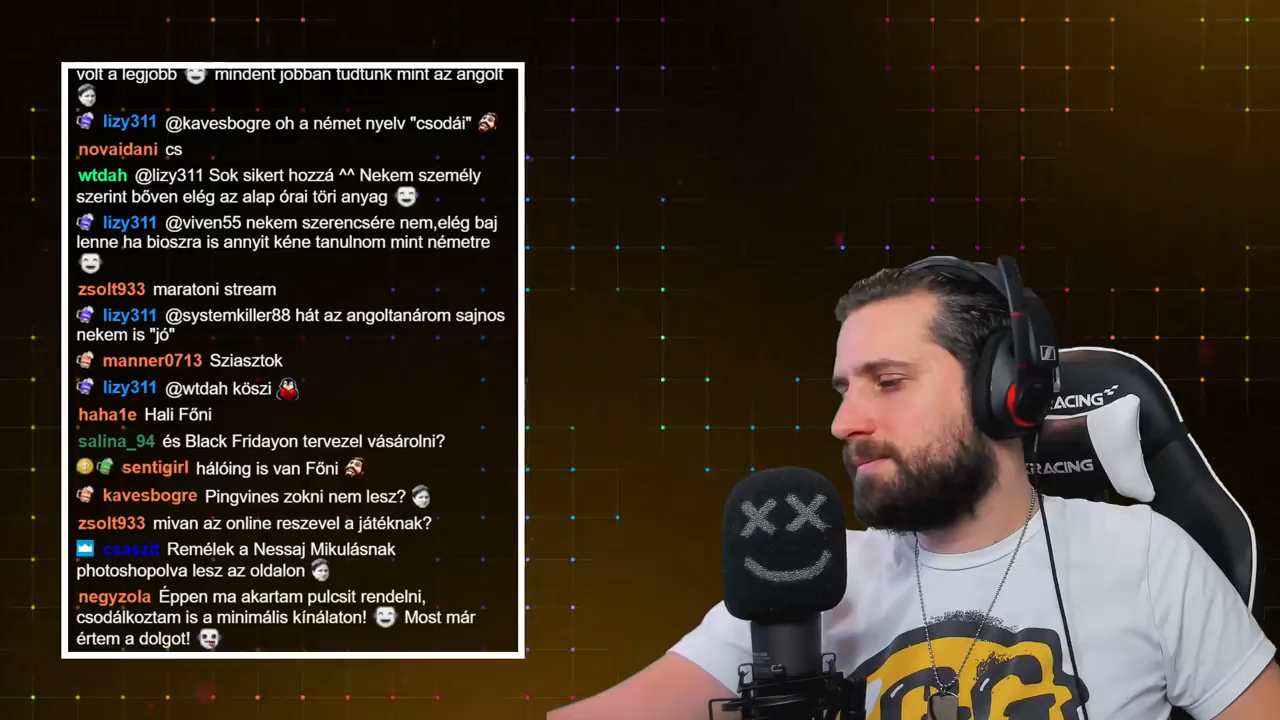 volt a legjobb mindent jobban tudtunk mint az angolt
lizy311 @kavesbogre oh a német nyelv "csodái"
novaidani cs
wtdah @lizy311 Sok sikert hozzá ^^ Nekem személy
szerint bőven elég az alap órai töri anyag
lizy311 @viven55 nekem szerencsére nem,elég baj
lenne ha bioszra is annyit kéne tanulnom mint németre
zsolt933 maratoni stream
lizy311 @systemkiller88 hát az angoltanárom sajnos
nekem is "jó"
manner0713 Sziasztok
lizy311 @wtdah köszi
haha1e Hali Főni
salina_94 és Black Fridayon tervezel vásárolni?
sentigirl hálóing is van Főni
kavesbogre Pingvines zokni nem lesz?
zsolt933 mivan az online reszevel a játéknak?
csaszit Remélek a Nessaj Mikulásnak
photoshopolva lesz az oldalon
negyzola Éppen ma akartam pulcsit rendelni,
csodálkoztam is a minimális kínálaton! Most már
értem a dolgot!
RACING
RACING
GG